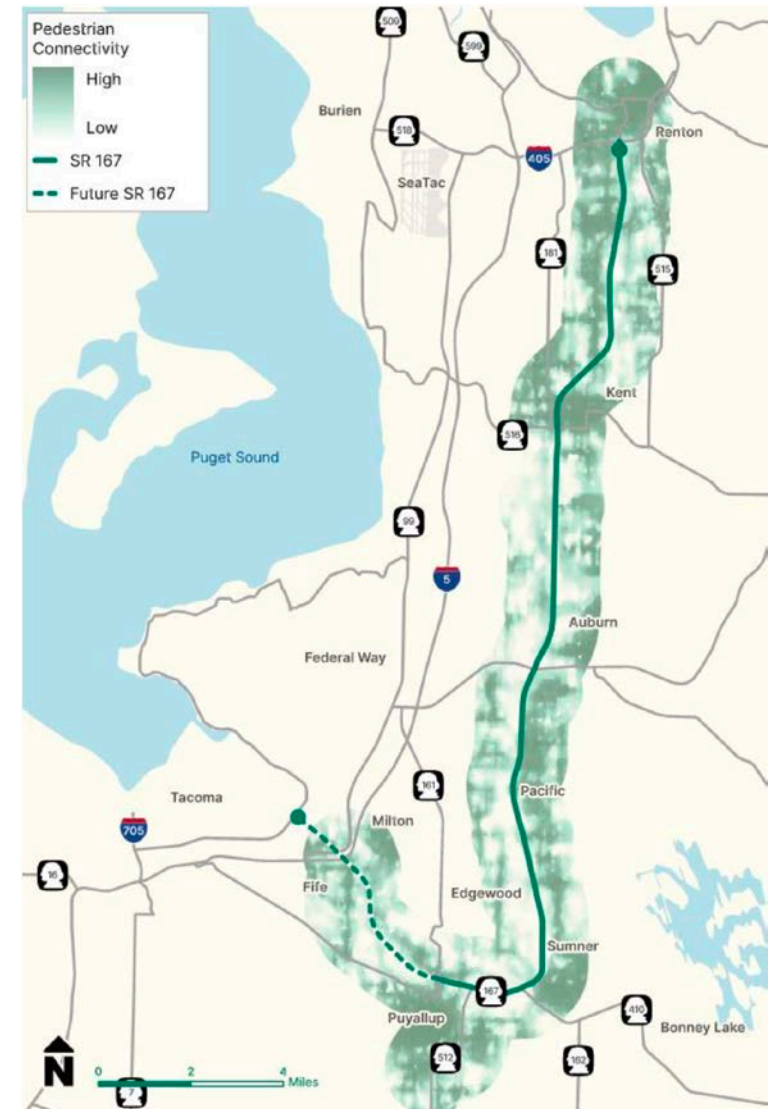 Pedestrian
Connectivity
High
Low
SR 167
Future SR 167
509
599
Burien
518
Renton
405
SeaTac
181
515
Kent
516
Puget Sound
99
5
Auburn
Federal Way
161
Pacific
Tacoma
705
Milton
16
Fife
Edgewood
Sumner
167
Puyallup
410
Bonney Lake
512
162
N
0 2 4
Miles
7